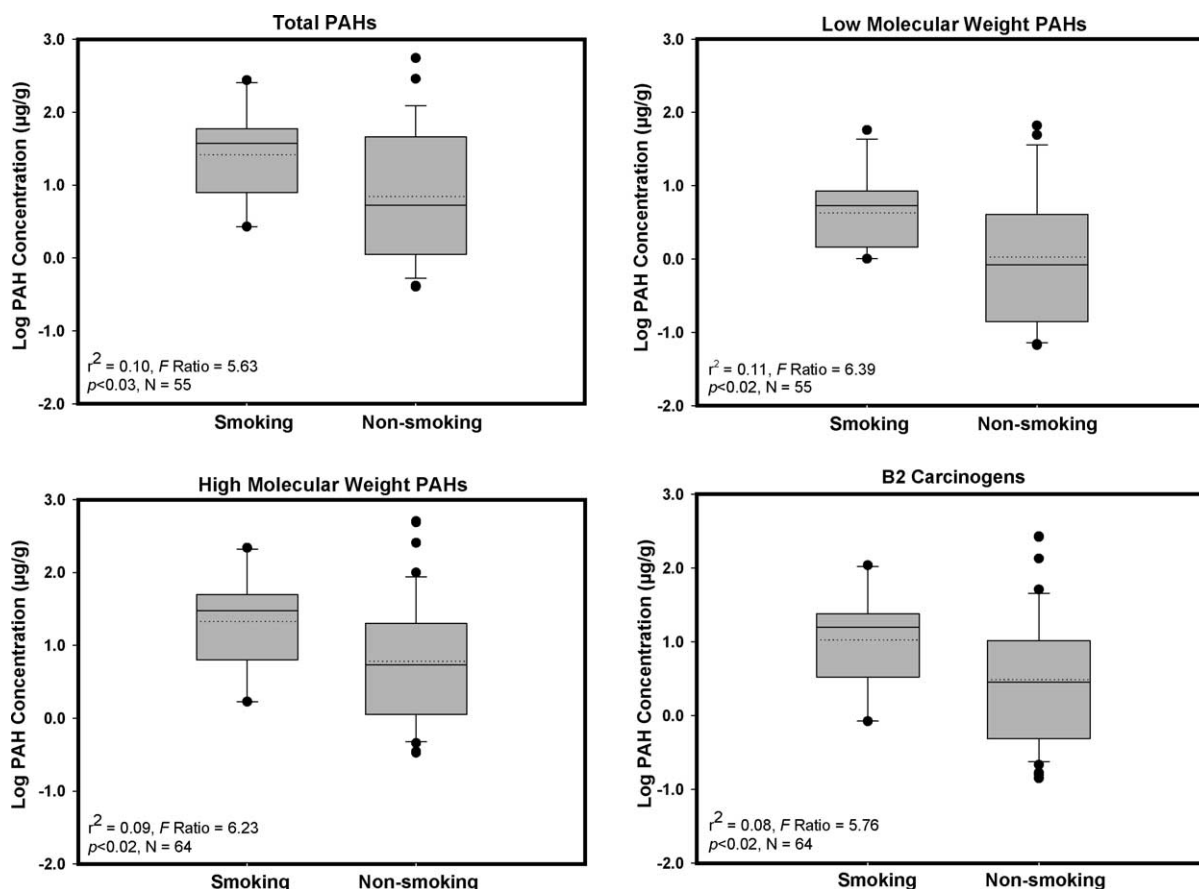 Total PAHs
Log PAH Concentration (µg/g)
3.0
2.0
1.0
0.0
-1.0
-2.0
r² = 0.10, F Ratio = 5.63
p<0.03, N = 55
Smoking Non-smoking
Low Molecular Weight PAHs
Log PAH Concentration (µg/g)
3.0
2.0
1.0
0.0
-1.0
-2.0
r² = 0.11, F Ratio = 6.39
p<0.02, N = 55
Smoking Non-smoking
High Molecular Weight PAHs
Log PAH Concentration (µg/g)
3.0
2.0
1.0
0.0
-1.0
-2.0
r² = 0.09, F Ratio = 6.23
p<0.02, N = 64
Smoking Non-smoking
B2 Carcinogens
Log PAH Concentration (µg/g)
3.0
2.0
1.0
0.0
-1.0
-2.0
r² = 0.08, F Ratio = 5.76
p<0.02, N = 64
Smoking Non-smoking